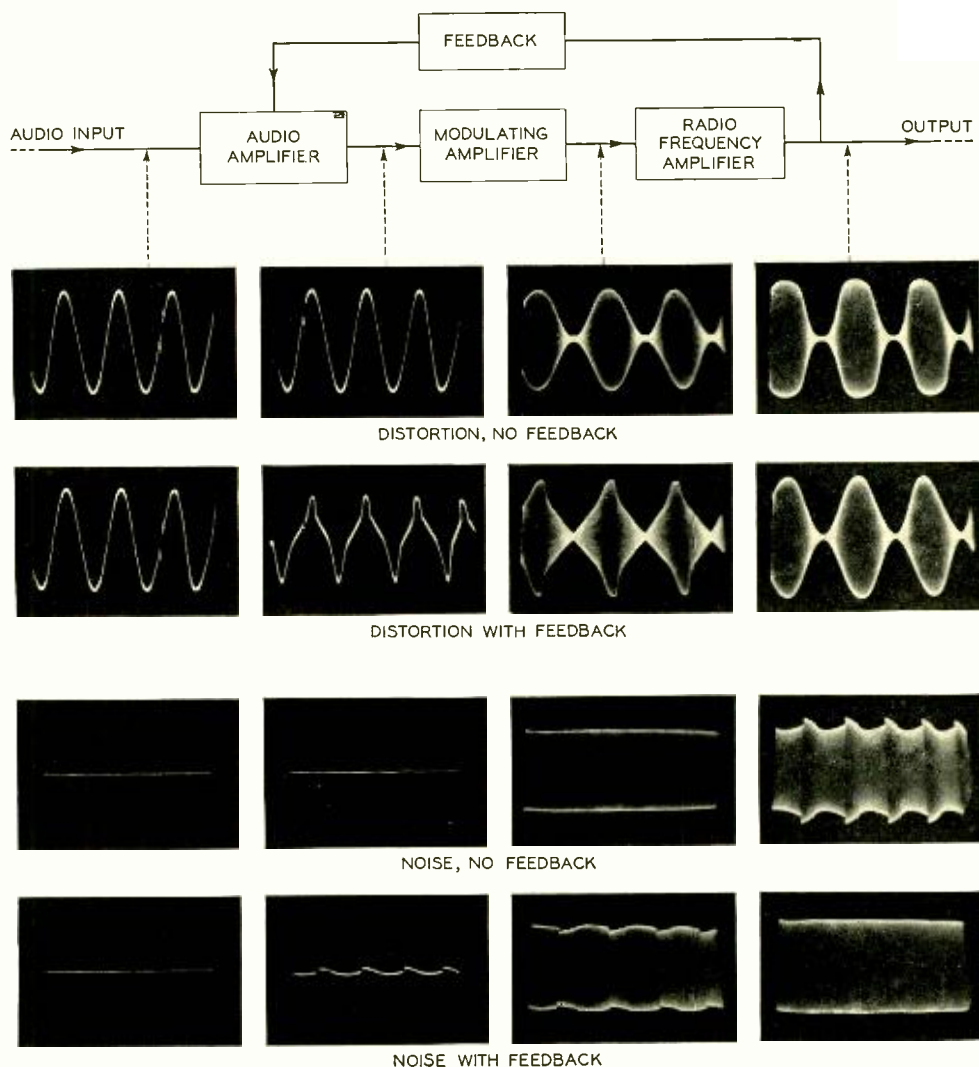 FEEDBACK
AUDIO INPUT
AUDIO
AMPLIFIER
MODULATING
AMPLIFIER
RADIO
FREQUENCY
AMPLIFIER
OUTPUT
DISTORTION, NO FEEDBACK
DISTORTION WITH FEEDBACK
NOISE, NO FEEDBACK
NOISE WITH FEEDBACK